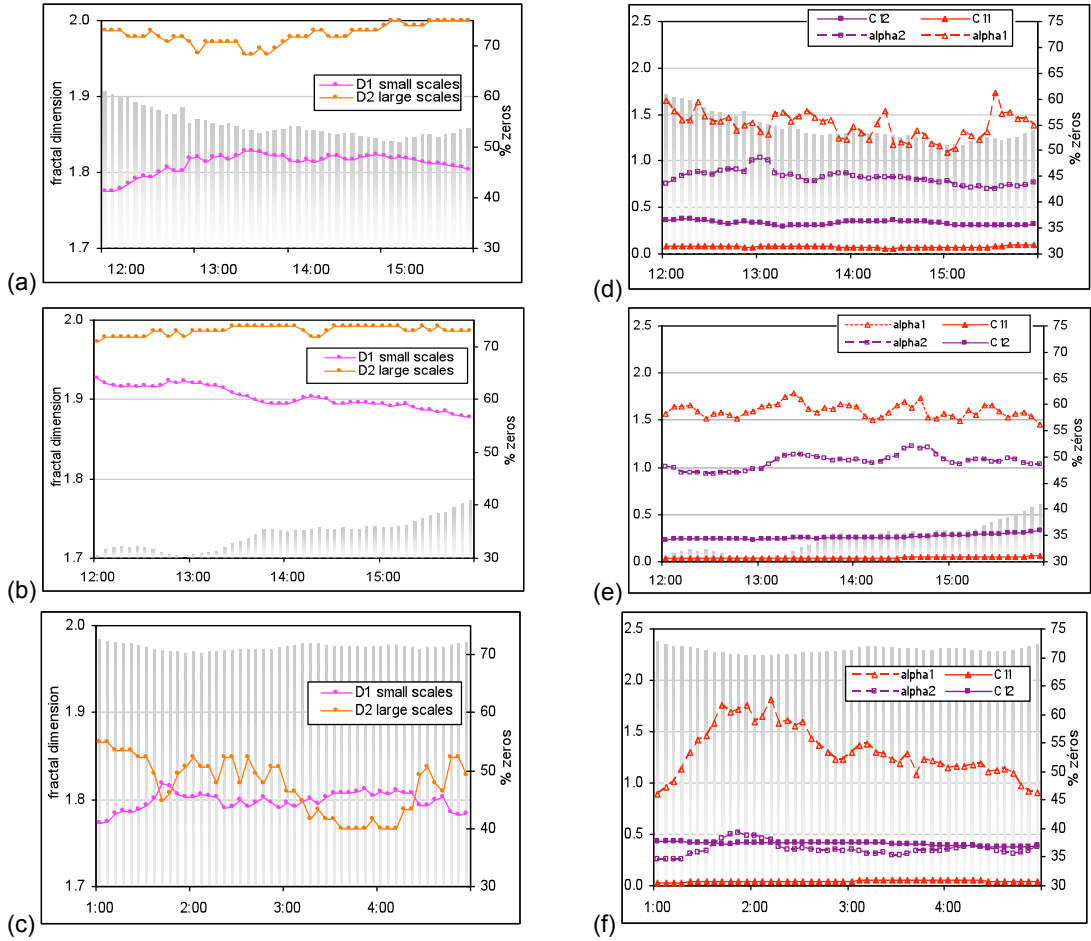 2.0
1.9
1.8
1.7
fractal dimension
D1 small scales
D2 large scales
70
60
50
40
30
% zeros
12:00 13:00 14:00 15:00
(a)
2.5
2.0
1.5
1.0
0.5
0.0
C 12 C 11
alpha2 alpha1
75
70
65
60
55
50
45
40
35
30
% zeros
12:00 13:00 14:00 15:00
(d)
2.0
1.9
1.8
1.7
fractal dimension
D1 small scales
D2 large scales
70
60
50
40
30
% zeros
12:00 13:00 14:00 15:00
(b)
2.5
2.0
1.5
1.0
0.5
0.0
alpha1 C 11
alpha2 C 12
75
70
65
60
55
50
45
40
35
30
% zéros
12:00 13:00 14:00 15:00
(e)
2.0
1.9
1.8
1.7
fractal dimension
D1 small scales
D2 large scales
70
60
50
40
30
% zeros
1:00 2:00 3:00 4:00
(c)
2.5
2.0
1.5
1.0
0.5
0.0
alpha1 C 11
alpha2 C 12
75
70
65
60
55
50
45
40
35
30
% zéros
1:00 2:00 3:00 4:00
(f)